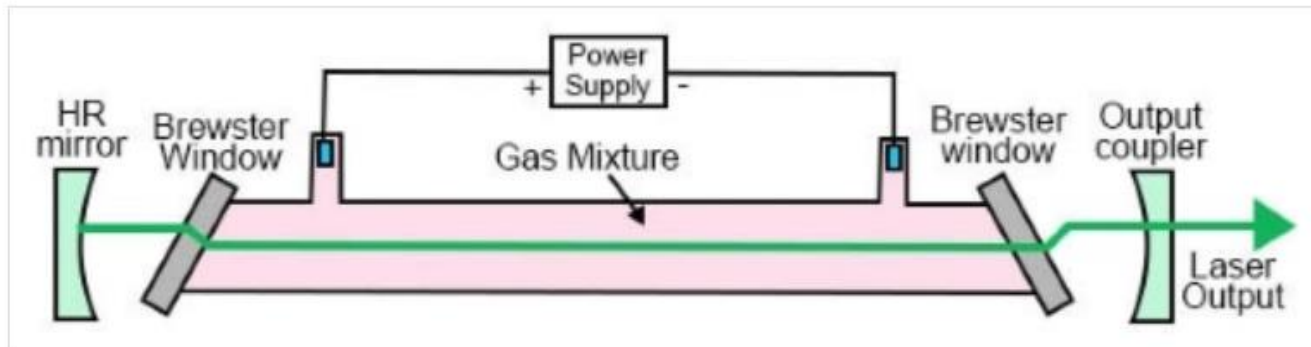 Power
Supply
+
-
HR
mirror
Brewster
Window
Gas Mixture
Brewster
window
Output
coupler
Laser
Output